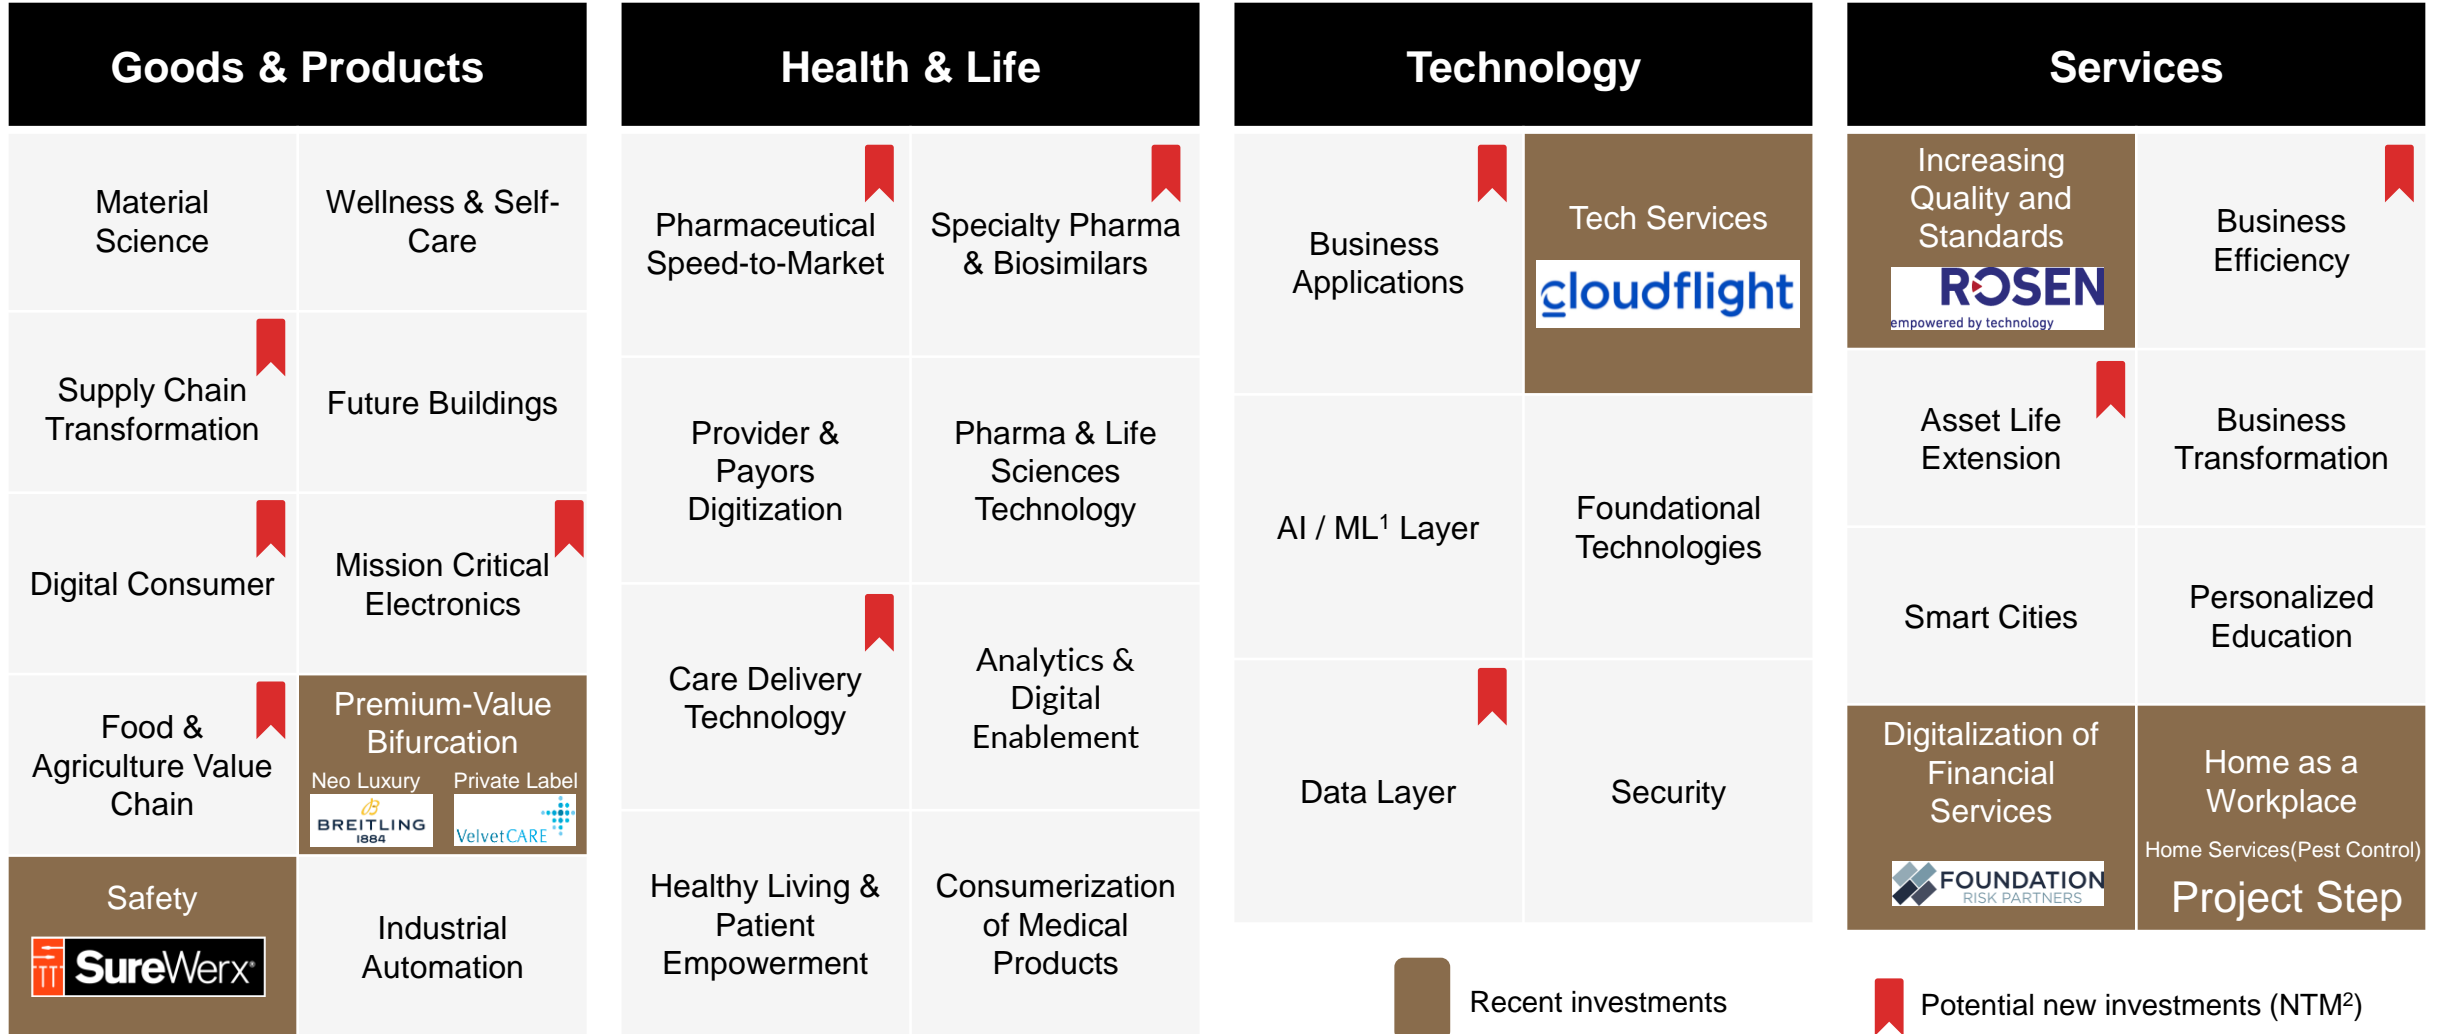 Goods & Products
Material
Science
Wellness & Self-
Care
Supply Chain
Transformation
Future Buildings
Digital Consumer
Mission Critical
Electronics
Food &
Agriculture Value
Chain
Premium-Value
Bifurcation
Neo Luxury
Private Label
B
BREITLING
1884
VelvetCARE
Safety
SureWerx
Industrial
Automation
Health & Life
Pharmaceutical
Speed-to-Market
Specialty Pharma
& Biosimilars
Provider &
Payors
Digitization
Pharma & Life
Sciences
Technology
Care Delivery
Technology
Analytics &
Digital
Enablement
Healthy Living &
Patient
Empowerment
Consumerization
of Medical
Products
Technology
Business
Applications
Tech Services
cloudflight
AI / ML¹ Layer
Foundational
Technologies
Data Layer
Security
Services
Increasing
Quality and
Standards
ROSEN
empowered by technology
Business
Efficiency
Asset Life
Extension
Business
Transformation
Smart Cities
Personalized
Education
Digitalization of
Financial
Services
FOUNDATION
RISK PARTNERS
Home as a
Workplace
Home Services(Pest Control)
Project Step
Recent investments
Potential new investments (NTM²)